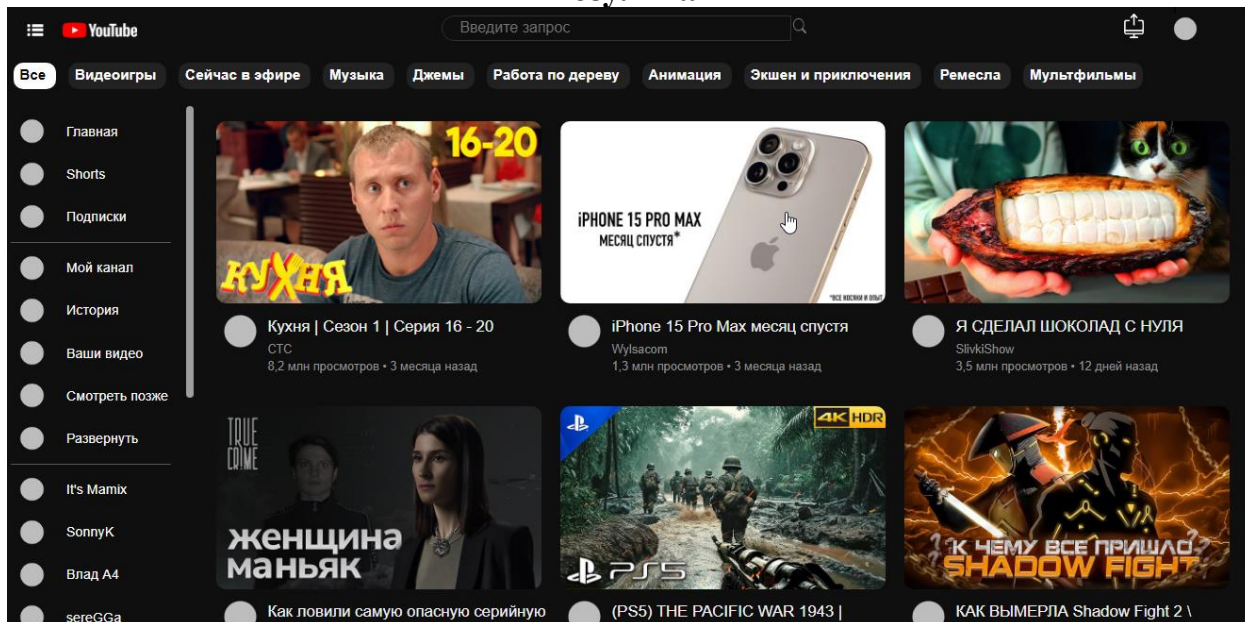 YouTube
Введите запрос
Все Видеоигры Сейчас в эфире Музыка Джемы Работа по дереву Анимация Экшен и приключения Ремесла Мультфильмы
Главная
Shorts
Подписки
Мой канал
История
Ваши видео
Смотреть позже
Развернуть
It's Mamix
SonnyK
Влад А4
sereGGa
16-20
КУХНЯ
Кухня | Сезон 1 | Серия 16 - 20
СТС
8,2 млн просмотров • 3 месяца назад
iPHONE 15 PRO MAX
МЕСЯЦ СПУСТЯ*
*ВСЕ КОСЯКИ И ОПЫТ
iPhone 15 Pro Max месяц спустя
Wylsacom
1,3 млн просмотров • 3 месяца назад
Я СДЕЛАЛ ШОКОЛАД С НУЛЯ
SlivkiShow
3,5 млн просмотров • 12 дней назад
TRUE
CRIME
женщина
маньяк
Как ловили самую опасную серийную
4K HDR
PS5
(PS5) THE PACIFIC WAR 1943 |
К ЧЕМУ ВСЕ ПРИШЛО?
SHADOW FIGHT
КАК ВЫМЕРЛА Shadow Fight 2 \